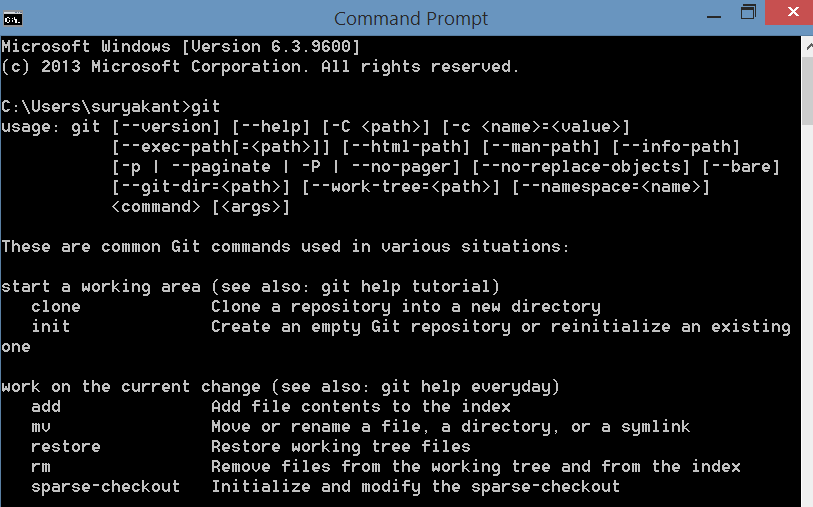 Command Prompt
Microsoft Windows [Version 6.3.9600]
(c) 2013 Microsoft Corporation. All rights reserved.
C:\Users\suryakant>git
usage: git [--version] [--help] [-C <path>] [-c <name>=<value>]
           [--exec-path[=<path>]] [--html-path] [--man-path] [--info-path]
           [-p | --paginate | -P | --no-pager] [--no-replace-objects] [--bare]
           [--git-dir=<path>] [--work-tree=<path>] [--namespace=<name>]
           <command> [<args>]
These are common Git commands used in various situations:
start a working area (see also: git help tutorial)
   clone             Clone a repository into a new directory
   init              Create an empty Git repository or reinitialize an existing
one
work on the current change (see also: git help everyday)
   add               Add file contents to the index
   mv                Move or rename a file, a directory, or a symlink
   restore           Restore working tree files
   rm                Remove files from the working tree and from the index
   sparse-checkout   Initialize and modify the sparse-checkout